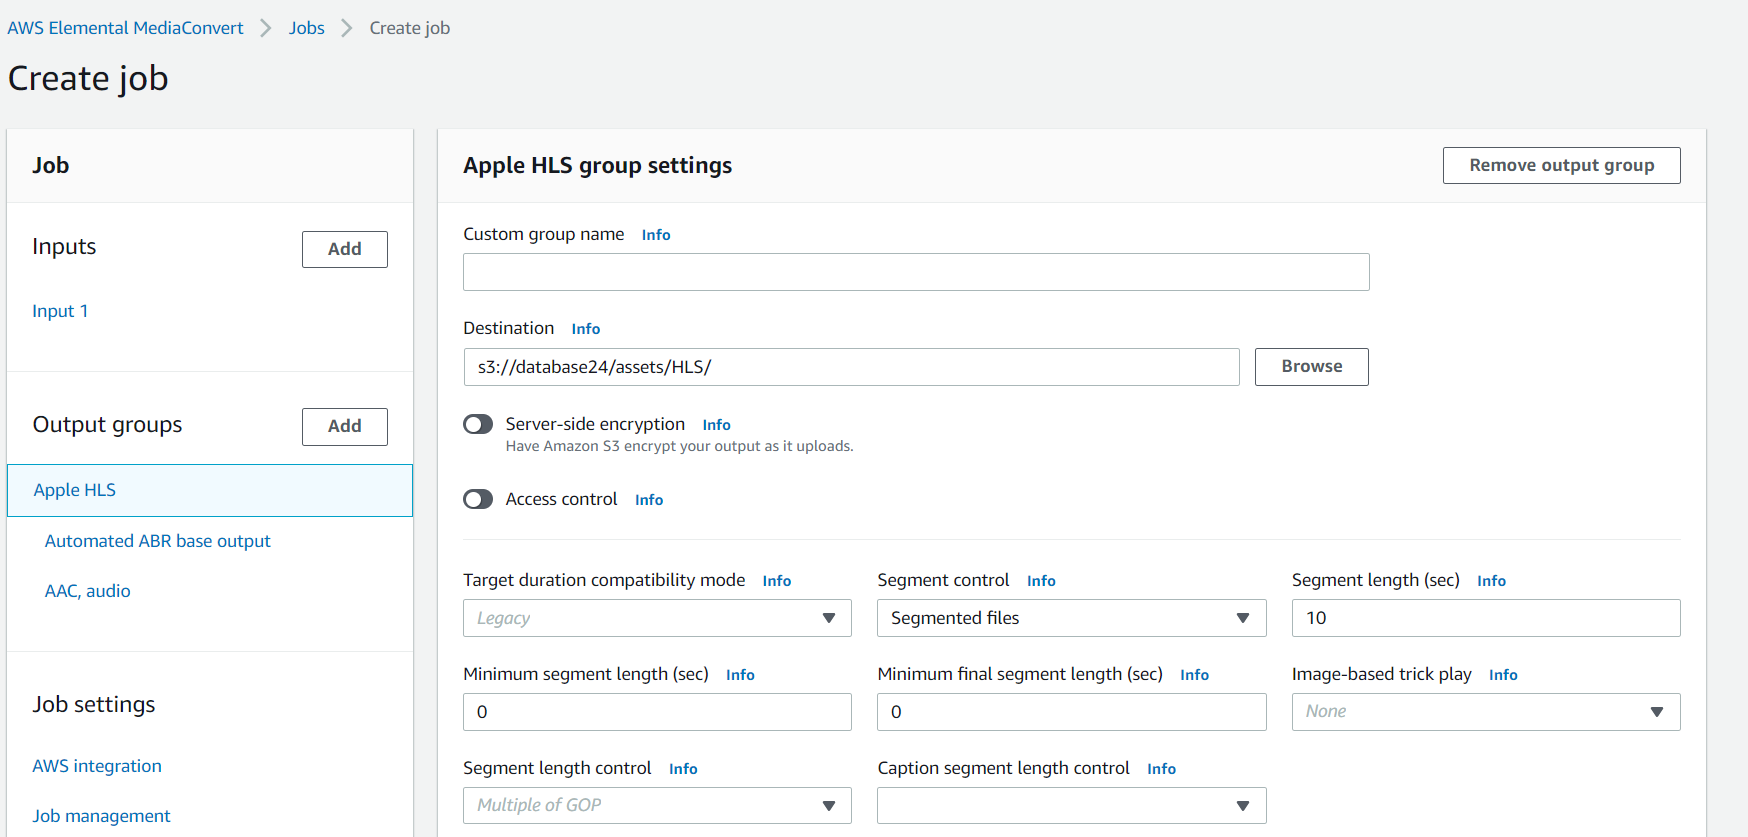 AWS Elemental MediaConvert > Jobs > Create job
Create job
Job
Inputs
Add
Input 1
Output groups
Add
Apple HLS
Automated ABR base output
AAC, audio
Job settings
AWS integration
Job management
Apple HLS group settings
Remove output group
Custom group name Info
Destination Info
s3://database24/assets/HLS/
Browse
Server-side encryption Info
Have Amazon S3 encrypt your output as it uploads.
Access control Info
Target duration compatibility mode Info
Legacy
Segment control Info
Segmented files
Segment length (sec) Info
10
Minimum segment length (sec) Info
0
Minimum final segment length (sec) Info
0
Image-based trick play Info
None
Segment length control Info
Multiple of GOP
Caption segment length control Info